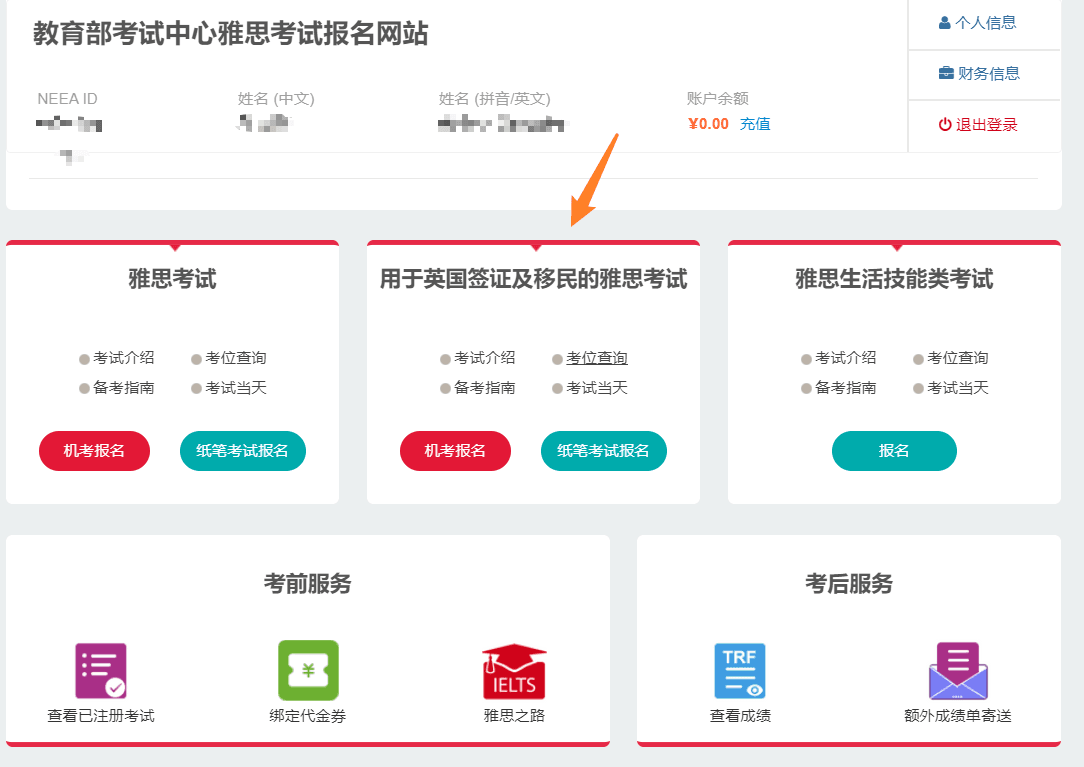 教育部考试中心雅思考试报名网站
个人信息
财务信息
退出登录
NEEA ID
姓名 (中文)
姓名 (拼音/英文)
账户余额
¥0.00 充值
雅思考试
考试介绍 考位查询
备考指南 考试当天
机考报名 纸笔考试报名
用于英国签证及移民的雅思考试
考试介绍 考位查询
备考指南 考试当天
机考报名 纸笔考试报名
雅思生活技能类考试
考试介绍 考位查询
备考指南 考试当天
报名
考前服务
¥
IELTS
查看已注册考试
绑定代金券
雅思之路
考后服务
TRF
查看成绩
额外成绩单寄送